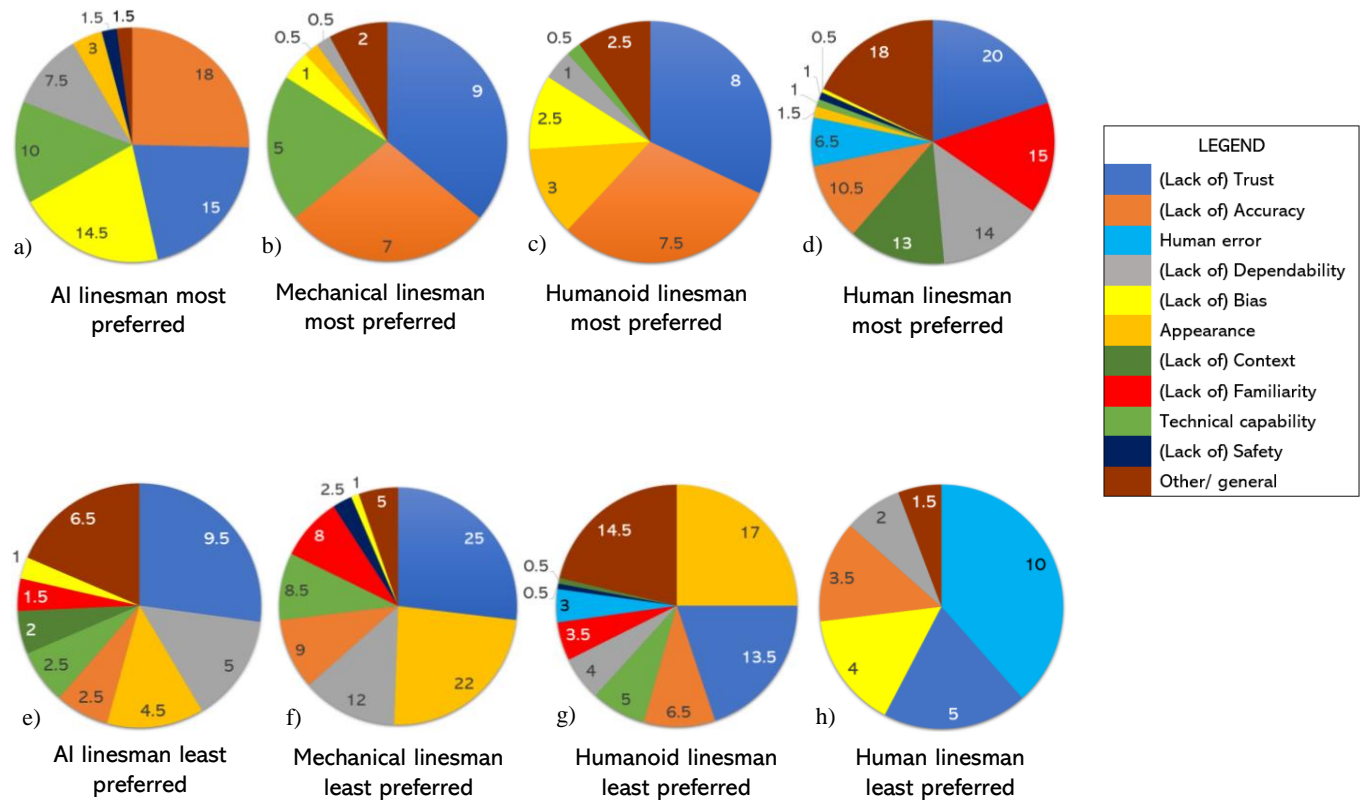 1.5
1.5
3
18
7.5
10
15
14.5
a)
AI linesman most
preferred
0.5
0.5
2
1
9
5
7
b)
Mechanical linesman
most preferred
0.5
2.5
1
8
2.5
3
7.5
c)
Humanoid linesman
most preferred
0.5
18
20
1
1
1.5
6.5
15
10.5
13
14
d)
Human linesman
most preferred
LEGEND
(Lack of) Trust
(Lack of) Accuracy
Human error
(Lack of) Dependability
(Lack of) Bias
Appearance
(Lack of) Context
(Lack of) Familiarity
Technical capability
(Lack of) Safety
Other/ general
6.5
9.5
1
1.5
2
2.5
2.5
4.5
5
e)
AI linesman least
preferred
2.5
1
5
8
25
8.5
9
12
22
f)
Mechanical linesman
least preferred
14.5
17
0.5
0.5
3
3.5
4
5
6.5
13.5
g)
Humanoid linesman
least preferred
1.5
2
10
3.5
4
5
h)
Human linesman
least preferred